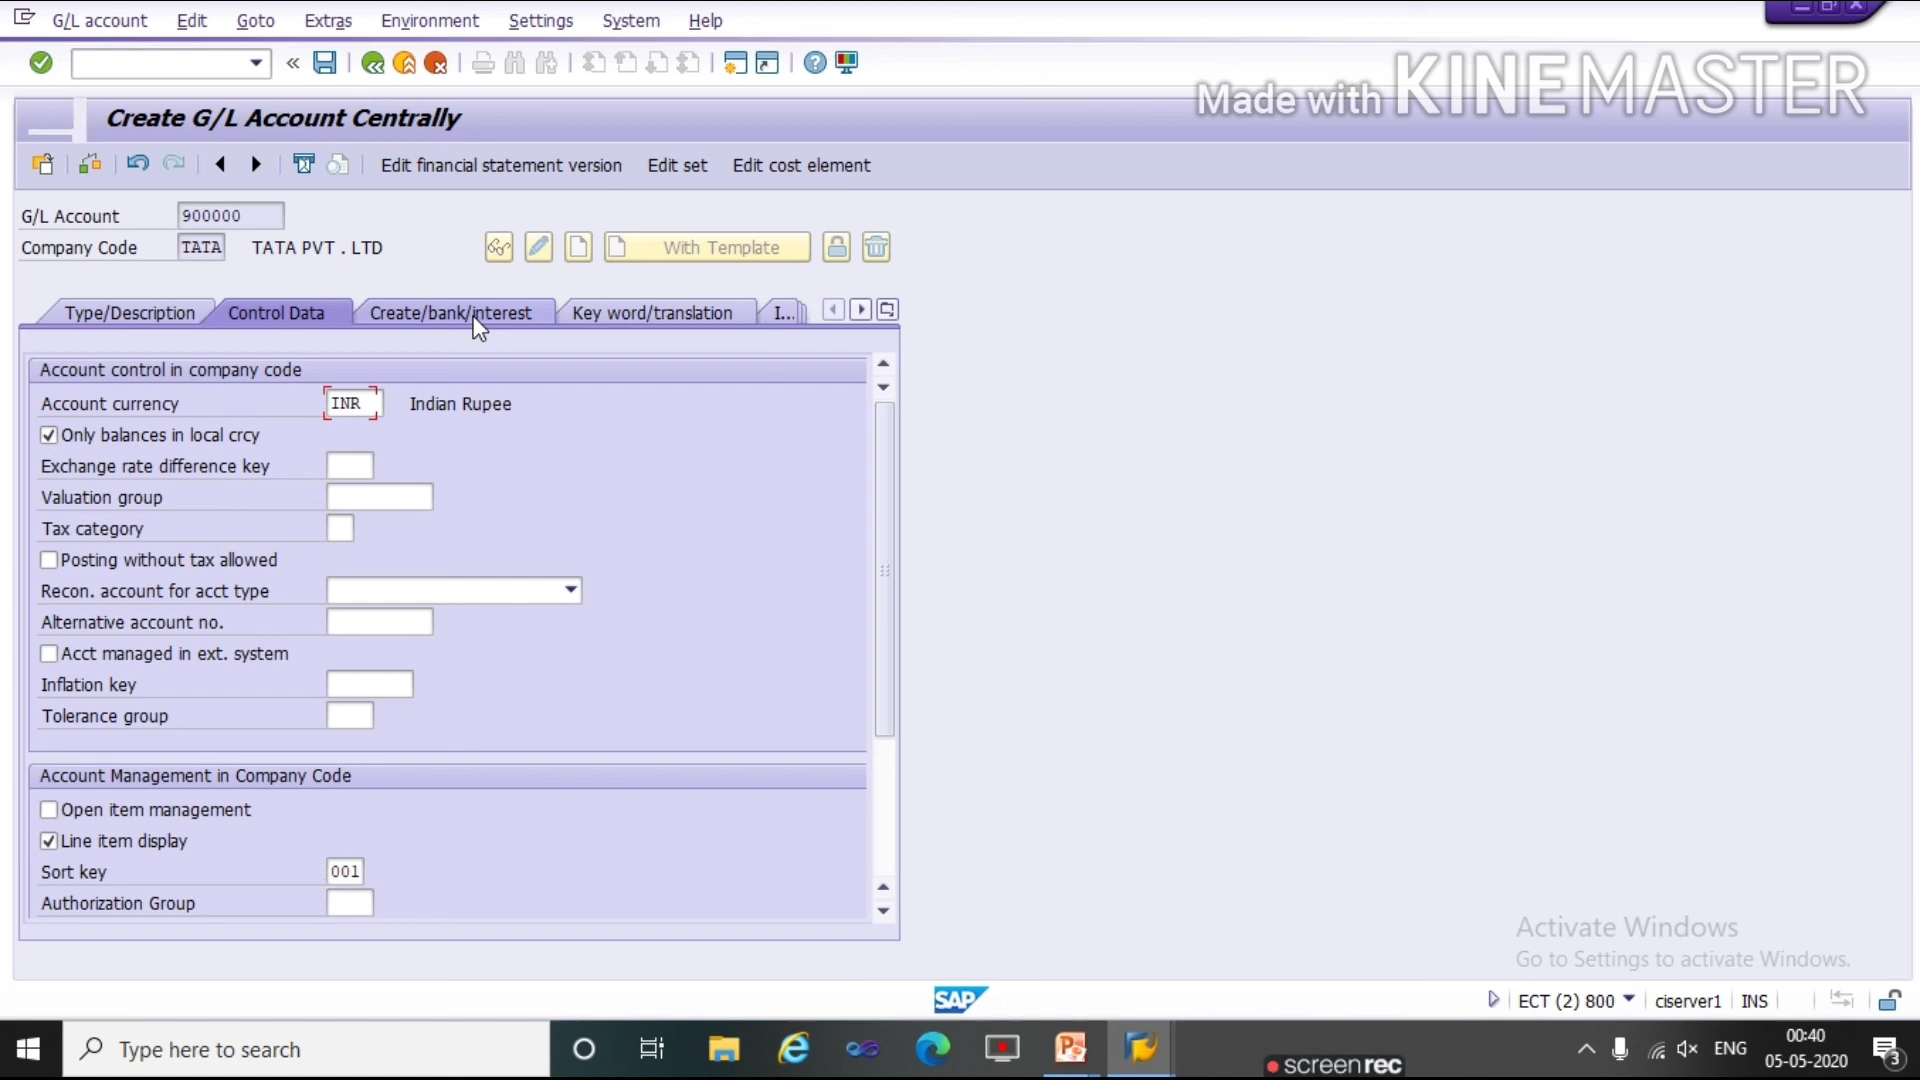 G/L account Edit Goto Extras Environment Settings System Help
Made with KINEMASTER
Create G/L Account Centrally
Edit financial statement version Edit set Edit cost element
G/L Account 900000
Company Code TATA TATA PVT . LTD With Template
Type/Description Control Data Create/bank/interest Key word/translation I...
Account control in company code
Account currency INR Indian Rupee
Only balances in local crcy
Exchange rate difference key
Valuation group
Tax category
Posting without tax allowed
Recon. account for acct type
Alternative account no.
Acct managed in ext. system
Inflation key
Tolerance group
Account Management in Company Code
Open item management
Line item display
Sort key 001
Authorization Group
Activate Windows
Go to Settings to activate Windows.
SAP ECT (2) 800 ciserver1 INS
Type here to search
screenrec
ENG
00:40
05-05-2020
3